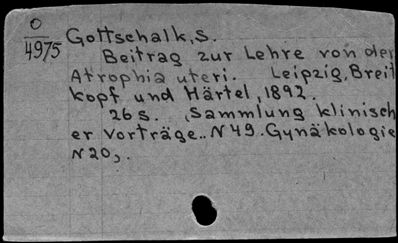 O
4975
Gottschalk, S.
Beitrag zur Lehre von der
Atrophia uteri. Leipzig, Breit
kopf und Härtel, 1892.
26 s. (Sammlung klinisch
er Vorträge.. N 49. Gynäkologie
N 20).